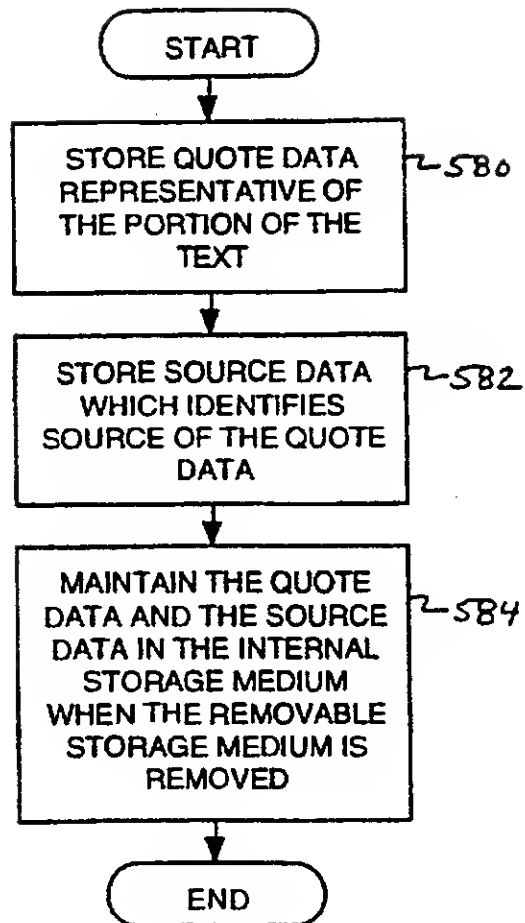 START
STORE QUOTE DATA
REPRESENTATIVE OF
THE PORTION OF THE
TEXT
580
STORE SOURCE DATA
WHICH IDENTIFIES
SOURCE OF THE QUOTE
DATA
582
MAINTAIN THE QUOTE
DATA AND THE SOURCE
DATA IN THE INTERNAL
STORAGE MEDIUM
WHEN THE REMOVABLE
STORAGE MEDIUM IS
REMOVED
584
END